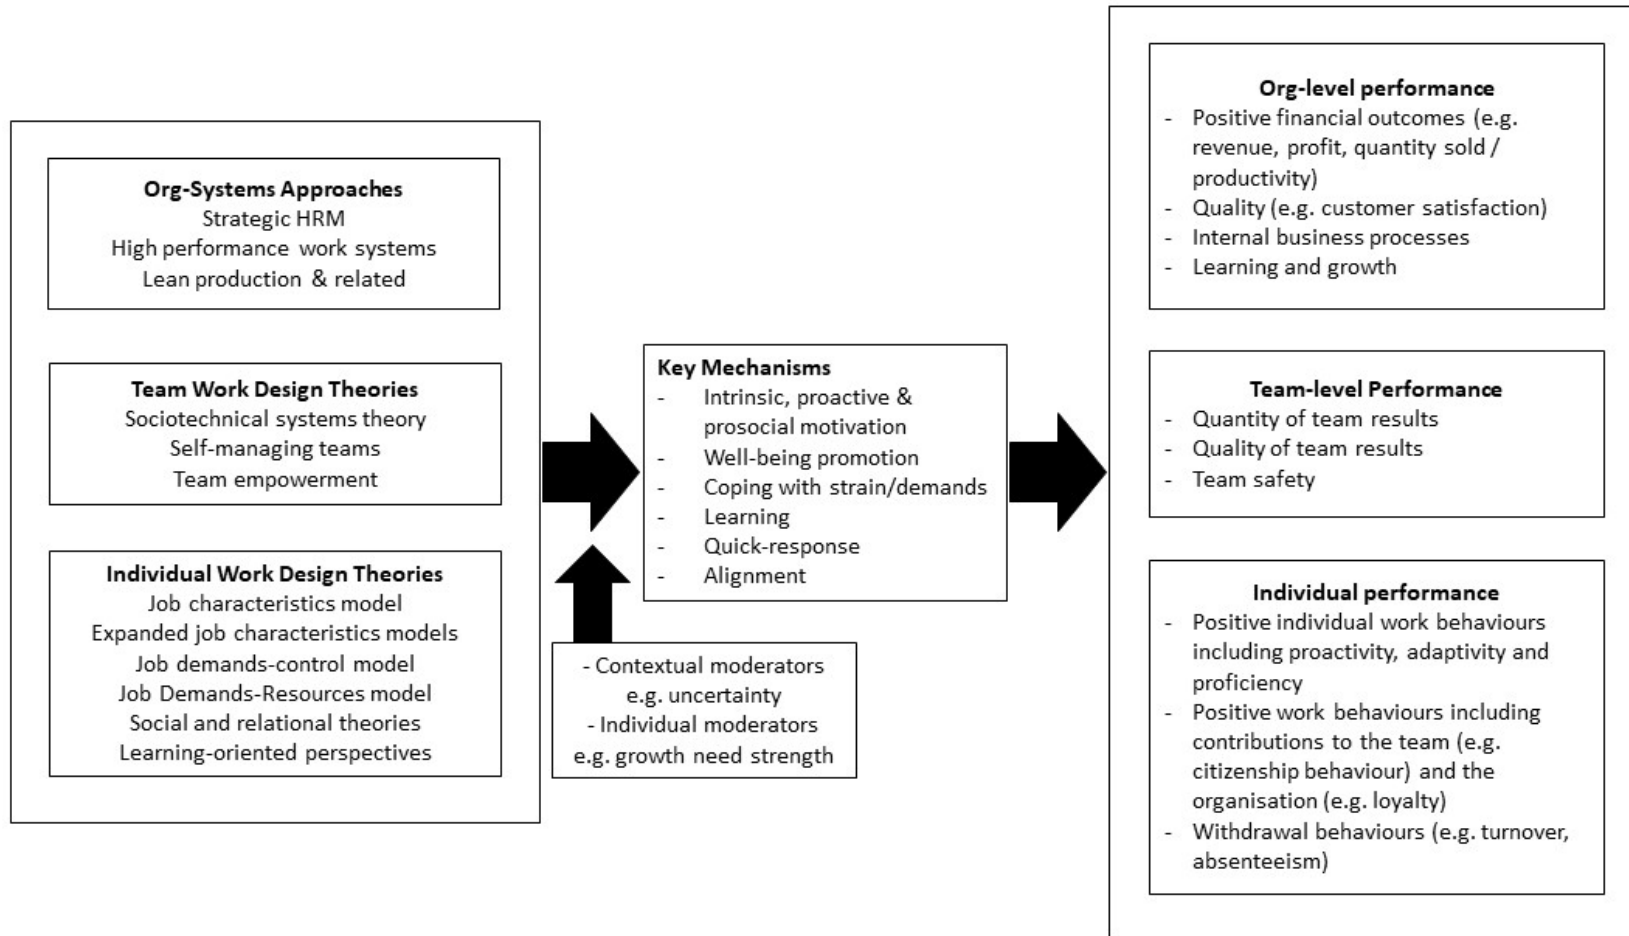 Org-Systems Approaches
Strategic HRM
High performance work systems
Lean production & related
Team Work Design Theories
Sociotechnical systems theory
Self-managing teams
Team empowerment
Individual Work Design Theories
Job characteristics model
Expanded job characteristics models
Job demands-control model
Job Demands-Resources model
Social and relational theories
Learning-oriented perspectives
Key Mechanisms
- Intrinsic, proactive &
prosocial motivation
- Well-being promotion
- Coping with strain/demands
- Learning
- Quick-response
- Alignment
- Contextual moderators
e.g. uncertainty
- Individual moderators
e.g. growth need strength
Org-level performance
- Positive financial outcomes (e.g.
revenue, profit, quantity sold /
productivity)
- Quality (e.g. customer satisfaction)
- Internal business processes
- Learning and growth
Team-level Performance
- Quantity of team results
- Quality of team results
- Team safety
Individual performance
- Positive individual work behaviours
including proactivity, adaptivity and
proficiency
- Positive work behaviours including
contributions to the team (e.g.
citizenship behaviour) and the
organisation (e.g. loyalty)
- Withdrawal behaviours (e.g. turnover,
absenteeism)